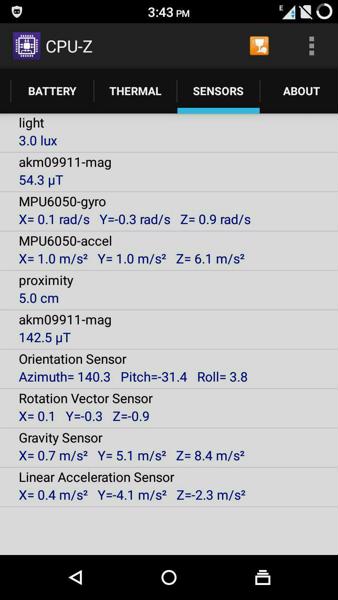 E
3:43 PM
CPU-Z
BATTERY THERMAL SENSORS ABOUT
light
3.0 lux
akm09911-mag
54.3 μT
MPU6050-gyro
X= 0.1 rad/s Y=-0.3 rad/s Z= 0.9 rad/s
MPU6050-accel
X= 1.0 m/s² Y= 1.0 m/s² Z= 6.1 m/s²
proximity
5.0 cm
akm09911-mag
142.5 μT
Orientation Sensor
Azimuth= 140.3 Pitch=-31.4 Roll= 3.8
Rotation Vector Sensor
X= 0.1 Y=-0.3 Z=-0.9
Gravity Sensor
X= 0.7 m/s² Y= 5.1 m/s² Z= 8.4 m/s²
Linear Acceleration Sensor
X= 0.4 m/s² Y=-4.1 m/s² Z=-2.3 m/s²